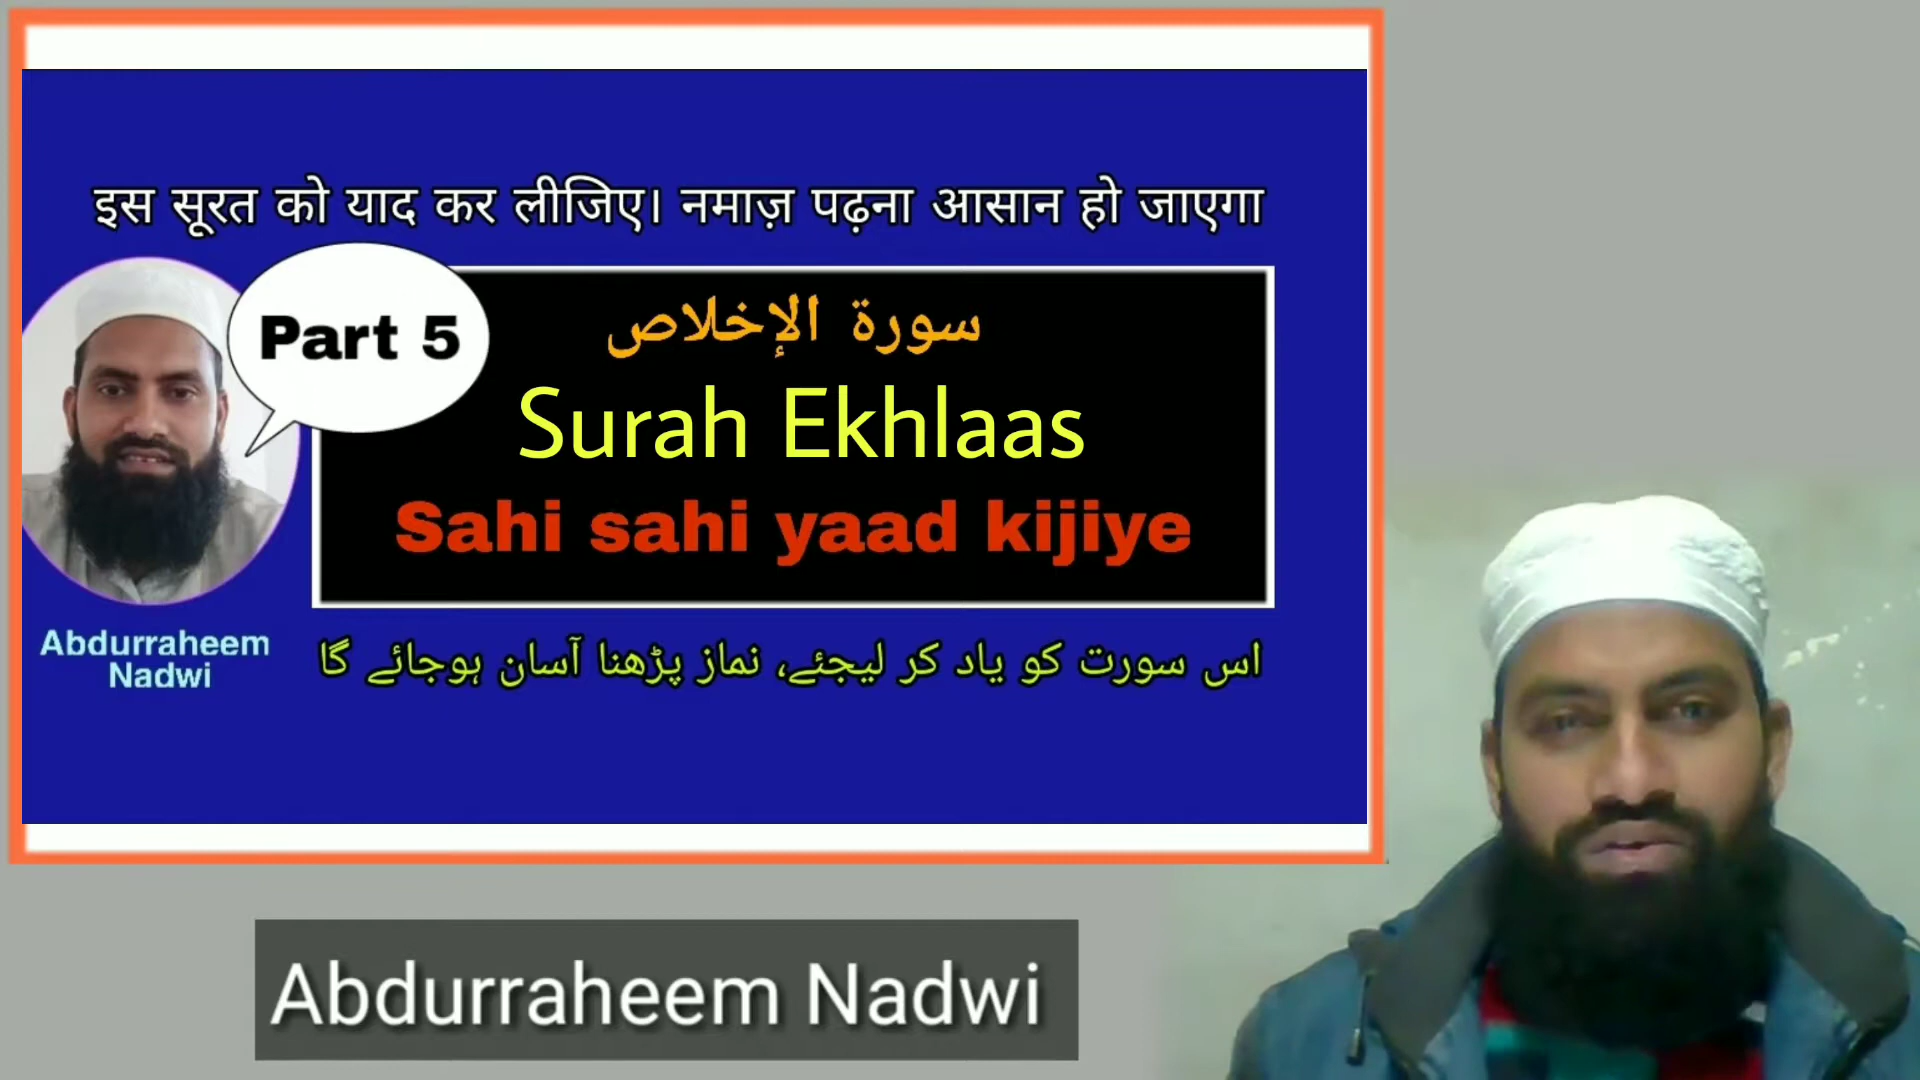 इस सूरत को याद कर लीजिए। नमाज़ पढ़ना आसान हो जाएगा
Part 5
سورة الإخلاص
Surah Ekhlaas
Sahi sahi yaad kijiye
Abdurraheem
Nadwi
اس سورت کو یاد کر لیجئے، نماز پڑھنا آسان ہوجائے گا
Abdurraheem Nadwi